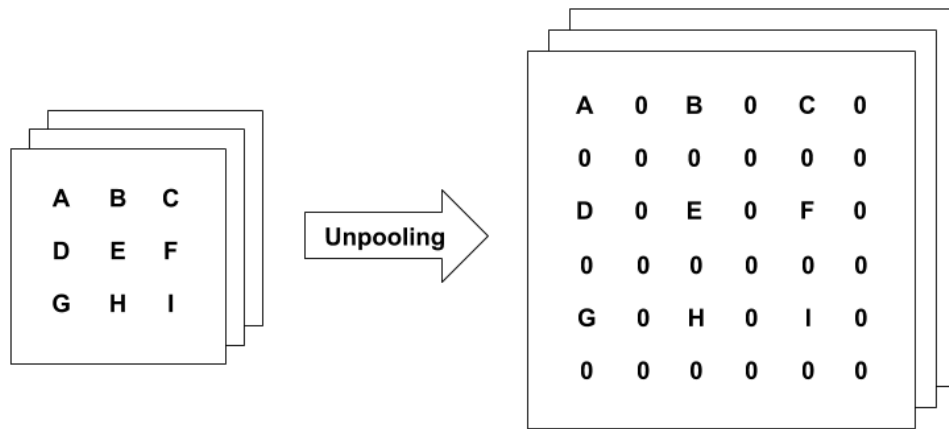 A B C
D E F
G H I
Unpooling
A 0 B 0 C 0
0 0 0 0 0 0
D 0 E 0 F 0
0 0 0 0 0 0
G 0 H 0 I 0
0 0 0 0 0 0